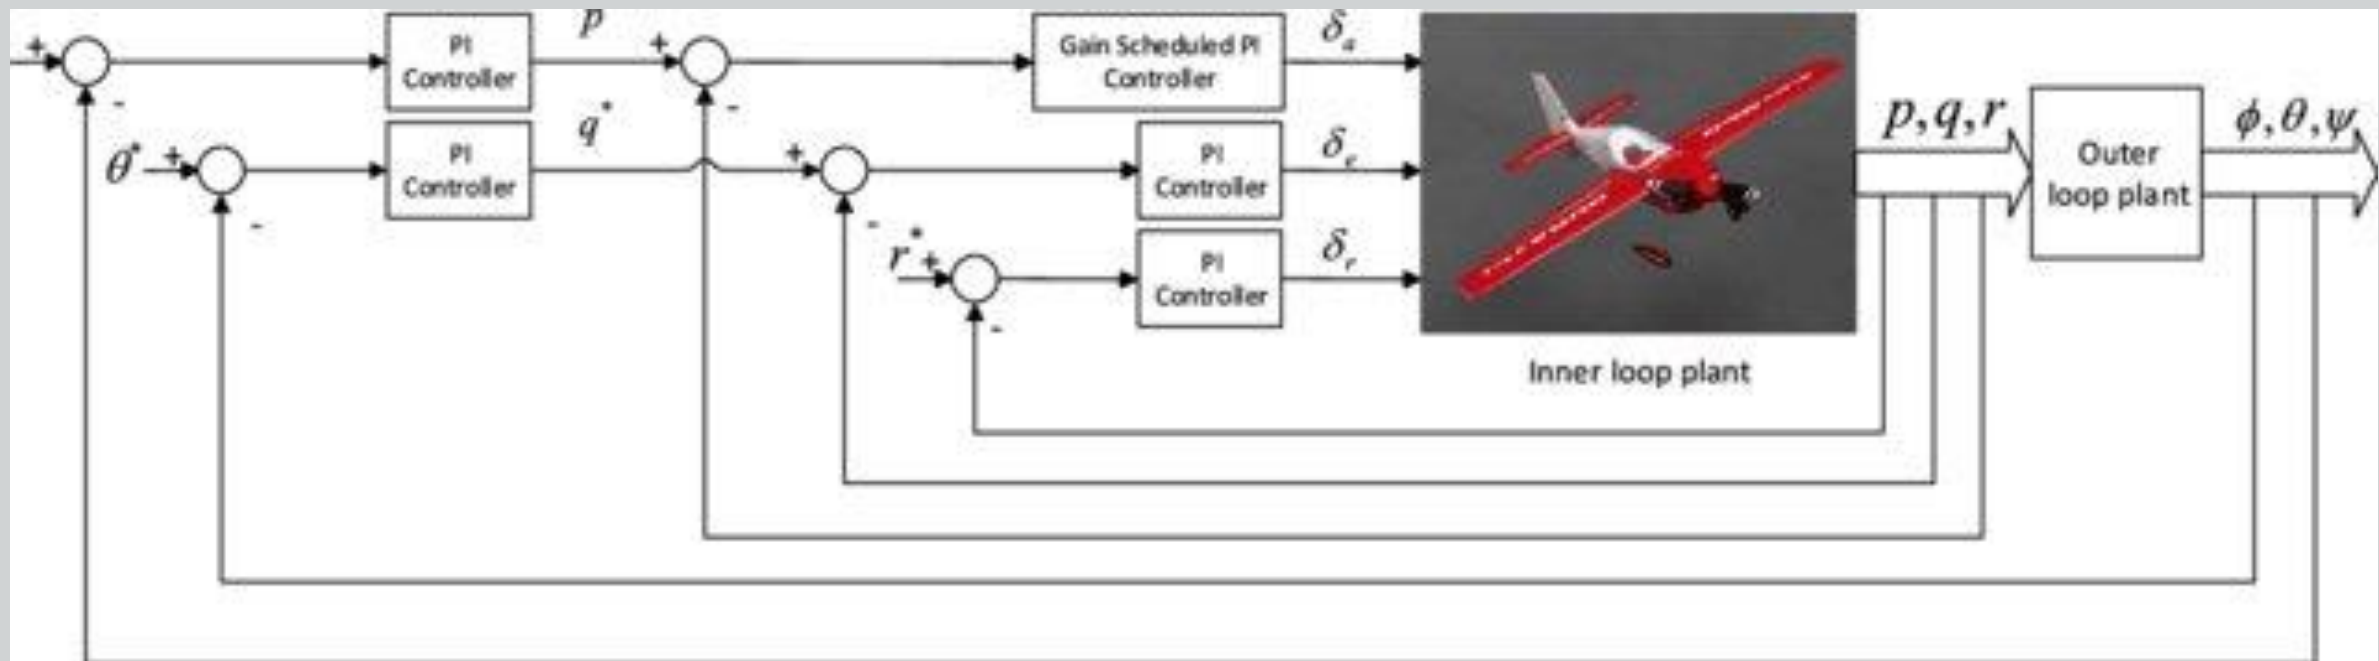 +
PI
Controller
p
+
Gain Scheduled PI
Controller
δa
-
-
p,q,r
ϕ,θ,ψ
θ* +
PI
Controller
q*
+
PI
Controller
δe
Outer
loop plant
-
-
r* +
PI
Controller
δr
-
Inner loop plant